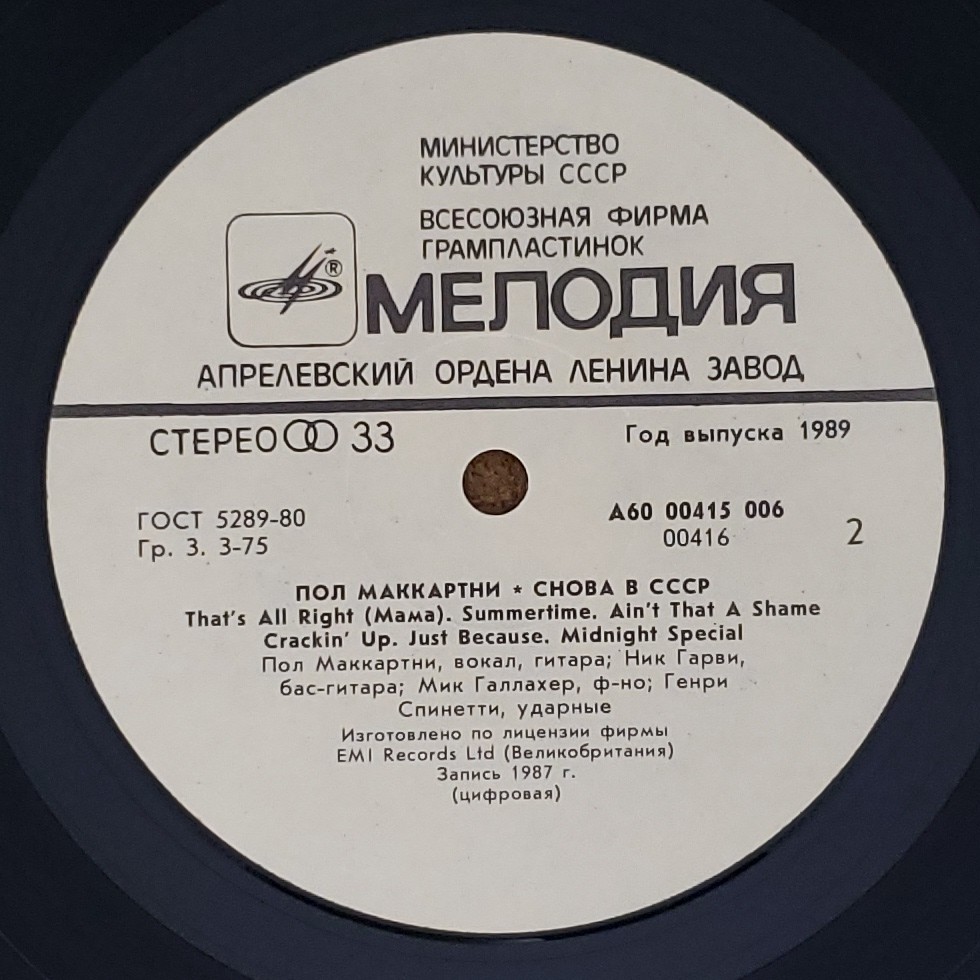 МИНИСТЕРСТВО
КУЛЬТУРЫ СССР
ВСЕСОЮЗНАЯ ФИРМА
ГРАМПЛАСТИНОК
®
МЕЛОДИЯ
АПРЕЛЕВСКИЙ ОРДЕНА ЛЕНИНА ЗАВОД
СТЕРЕО 33
Год выпуска 1989
ГОСТ 5289-80
Гр. 3. 3-75
А60 00415 006
00416
2
ПОЛ МАККАРТНИ * СНОВА В СССР
That's All Right (Мама). Summertime. Ain't That A Shame
Crackin' Up. Just Because. Midnight Special
Пол Маккартни, вокал, гитара; Ник Гарви,
бас-гитара; Мик Галлахер, ф-но; Генри
Спинетти, ударные
Изготовлено по лицензии фирмы
EMI Records Ltd (Великобритания)
Запись 1987 г.
(цифровая)